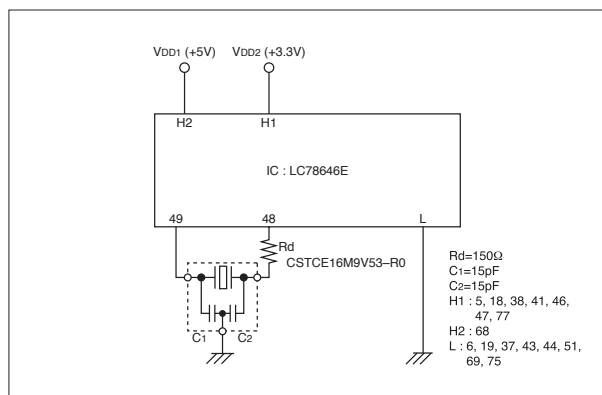 VDD1 (+5V)
VDD2 (+3.3V)
H2
H1
IC : LC78646E
49
48
L
Rd
CSTCE16M9V53–R0
C1
C2
Rd=150Ω
C1=15pF
C2=15pF
H1 : 5, 18, 38, 41, 46,
47, 77
H2 : 68
L : 6, 19, 37, 43, 44, 51,
69, 75